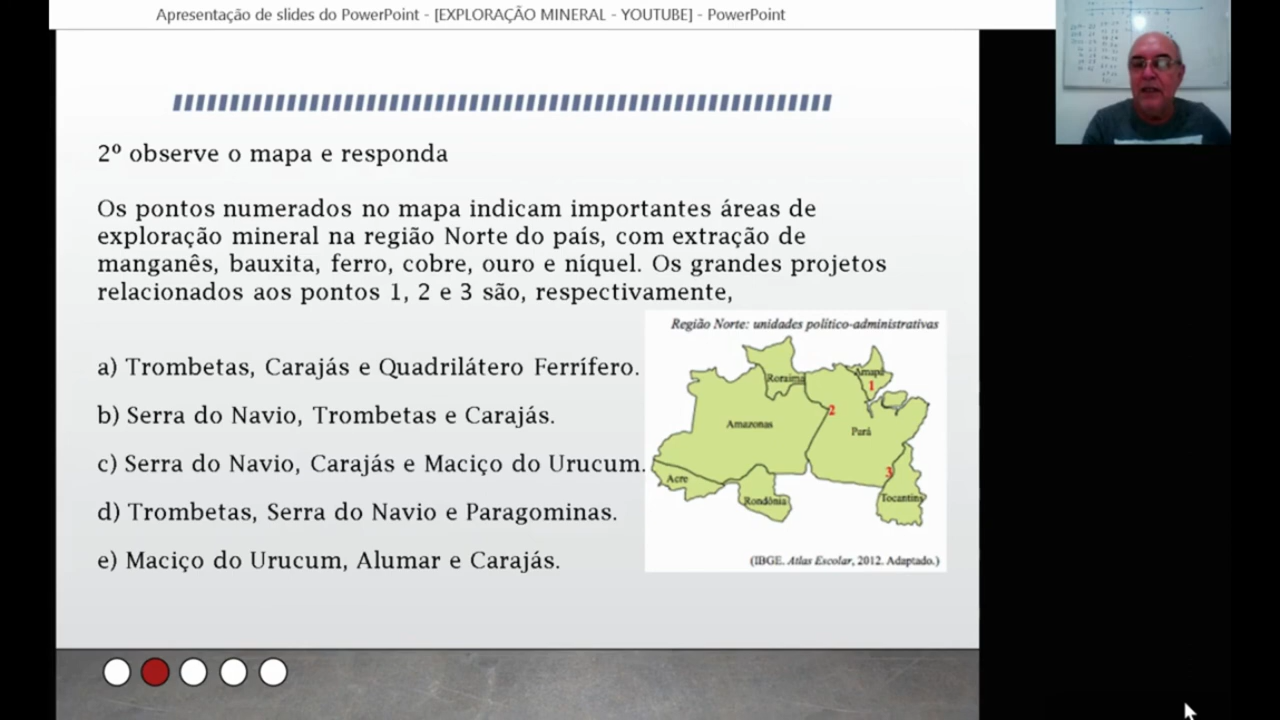 Apresentação de slides do PowerPoint - [EXPLORAÇÃO MINERAL - YOUTUBE] - PowerPoint
2º observe o mapa e responda
Os pontos numerados no mapa indicam importantes áreas de
exploração mineral na região Norte do país, com extração de
manganês, bauxita, ferro, cobre, ouro e níquel. Os grandes projetos
relacionados aos pontos 1, 2 e 3 são, respectivamente,
a) Trombetas, Carajás e Quadrilátero Ferrífero.
b) Serra do Navio, Trombetas e Carajás.
c) Serra do Navio, Carajás e Maciço do Urucum.
d) Trombetas, Serra do Navio e Paragominas.
e) Maciço do Urucum, Alumar e Carajás.
Região Norte: unidades político-administrativas
Roraima
Amapá
1
2
Amazonas
Pará
3
Acre
Rondônia
Tocantins
(IBGE. Atlas Escolar, 2012. Adaptado.)